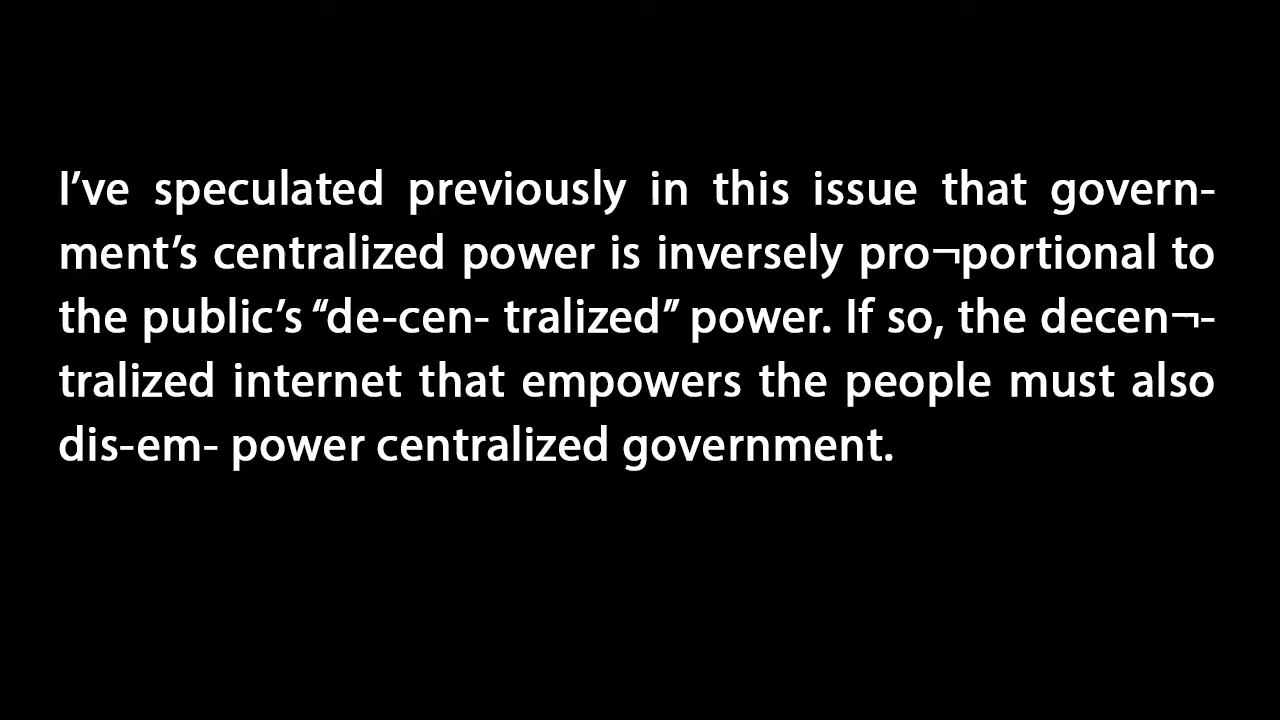 I’ve speculated previously in this issue that govern-
ment’s centralized power is inversely pro¬portional to
the public’s “de-cen- tralized” power. If so, the decen¬-
tralized internet that empowers the people must also
dis-em- power centralized government.